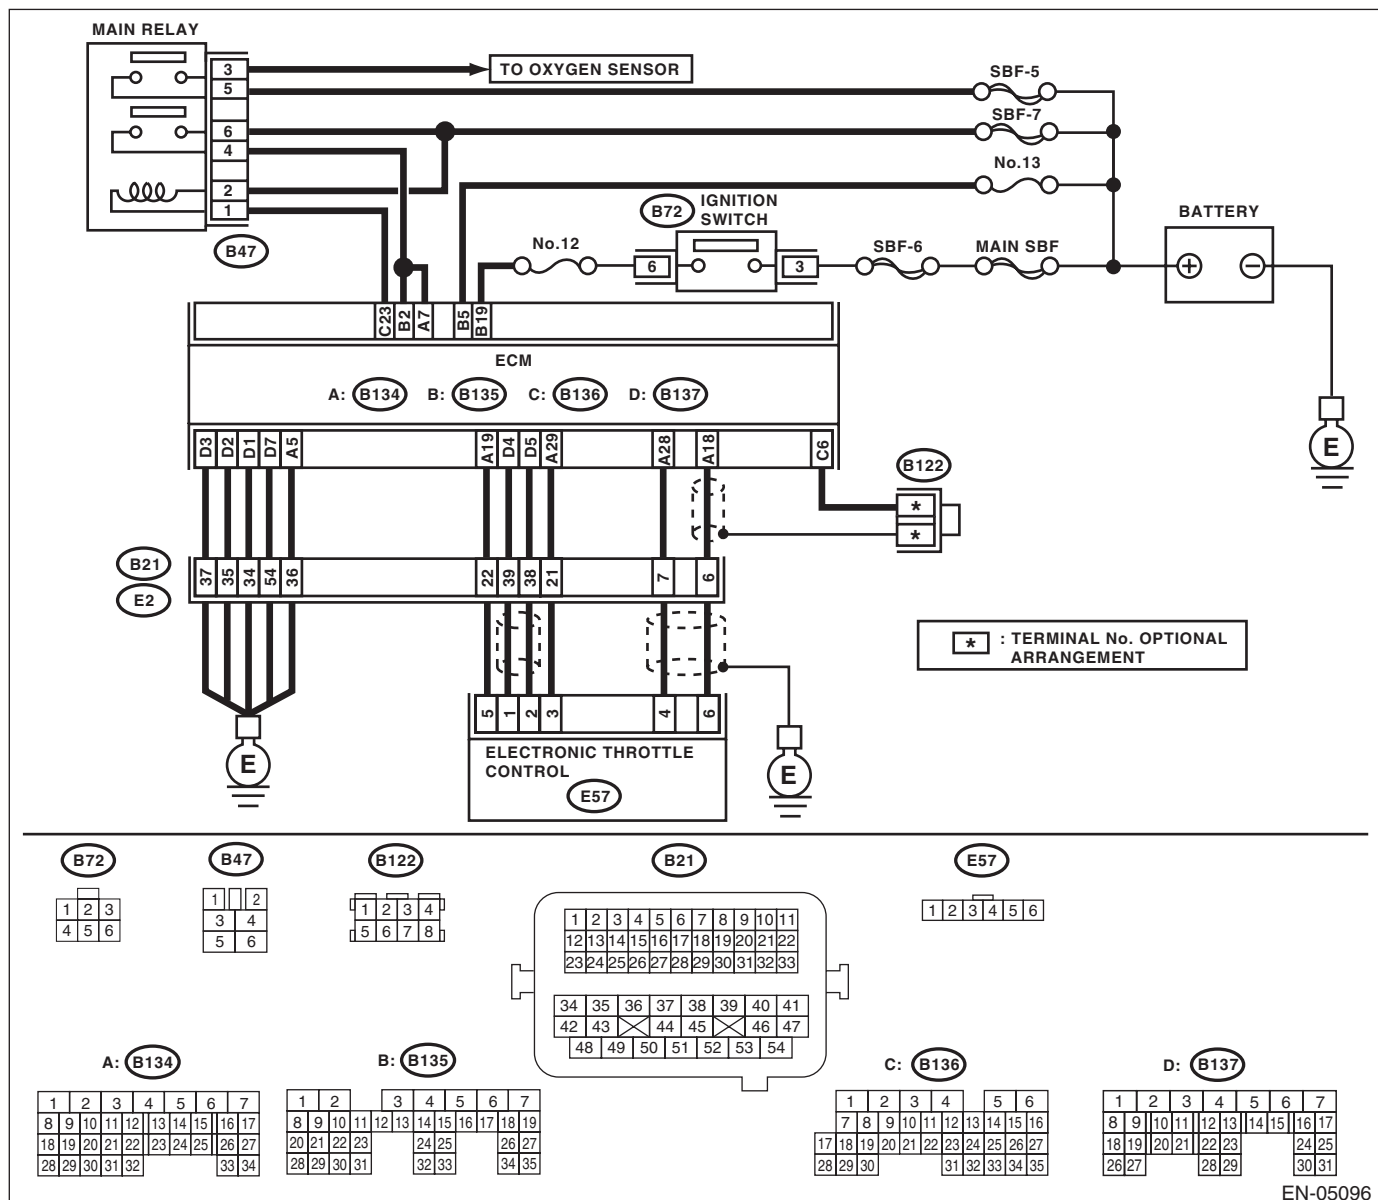 MAIN RELAY
3
TO OXYGEN SENSOR
5
SBF-5
6
SBF-7
4
No.13
2
1
B47
B72
IGNITION
SWITCH
BATTERY
No.12
6
3
SBF-6
MAIN SBF
+
−
C23
B2
A7
B5
B19
ECM
A: B134 B: B135 C: B136 D: B137
E
D3 D2 D1 D7 A5 A19 D4 D5 A29 A28 A18 C6
B122
*
*
B21
E2
37 35 34 54 36 22 39 38 21 7 6
* : TERMINAL No. OPTIONAL
ARRANGEMENT
5 1 2 3 4 6
ELECTRONIC THROTTLE
CONTROL
E57
E
E
B72 B47 B122 B21 E57
1 2 3
4 5 6
1 2
3 4
5 6
1 2 3 4
5 6 7 8
1 2 3 4 5 6 7 8 9 10 11
12 13 14 15 16 17 18 19 20 21 22
23 24 25 26 27 28 29 30 31 32 33
34 35 36 37 38 39 40 41
42 43 44 45 46 47
48 49 50 51 52 53 54
1 2 3 4 5 6
A: B134
1 2 3 4 5 6 7
8 9 10 11 12 13 14 15 16 17
18 19 20 21 22 23 24 25 26 27
28 29 30 31 32 33 34
B: B135
1 2 3 4 5 6 7
8 9 10 11 12 13 14 15 16 17 18 19
20 21 22 23 24 25 26 27
28 29 30 31 32 33 34 35
C: B136
1 2 3 4 5 6
7 8 9 10 11 12 13 14 15 16
17 18 19 20 21 22 23 24 25 26 27
28 29 30 31 32 33 34 35
D: B137
1 2 3 4 5 6 7
8 9 10 11 12 13 14 15 16 17
18 19 20 21 22 23 24 25
26 27 28 29 30 31
EN-05096